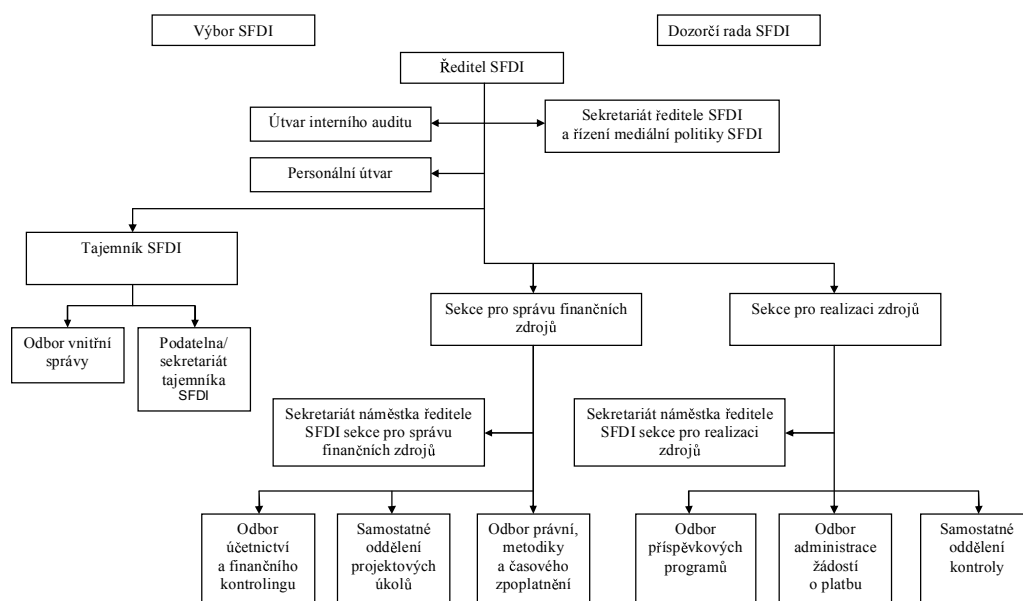 Výbor SFDI
Dozorčí rada SFDI
Ředitel SFDI
Útvar interního auditu
Sekretariát ředitele SFDI
a řízení mediální politiky SFDI
Personální útvar
Tajemník SFDI
Sekce pro správu finančních
zdrojů
Sekce pro realizaci zdrojů
Odbor vnitřní
správy
Podatelna/
sekretariát
tajemníka
SFDI
Sekretariát náměstka ředitele
SFDI sekce pro správu
finančních zdrojů
Sekretariát náměstka ředitele
SFDI sekce pro realizaci
zdrojů
Odbor
účetnictví
a finančního
kontrolingu
Samostatné
oddělení
projektových
úkolů
Odbor právní,
metodiky
a časového
zpoplatnění
Odbor
příspěvkových
programů
Odbor
administrace
žádostí
o platbu
Samostatné
oddělení
kontroly